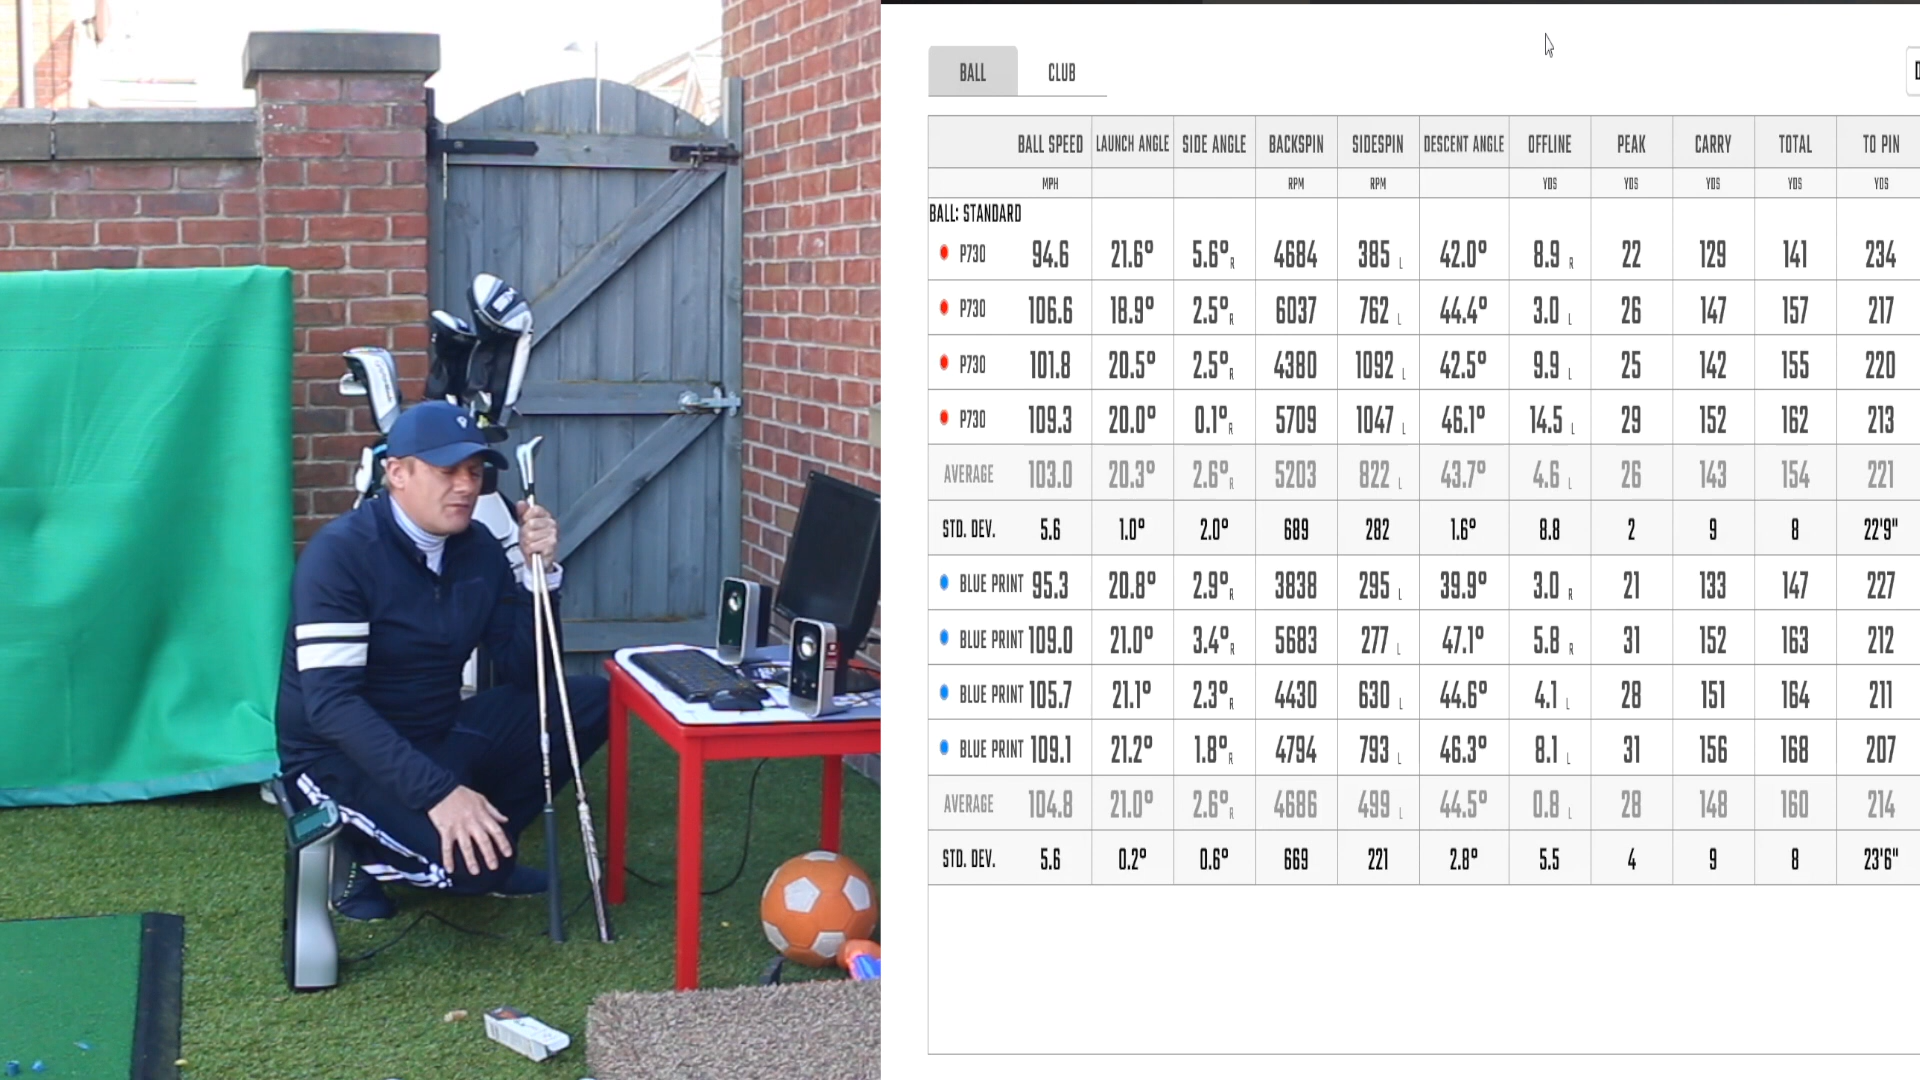 BALL CLUB
BALL SPEED LAUNCH ANGLE SIDE ANGLE BACKSPIN SIDESPIN DESCENT ANGLE OFFLINE PEAK CARRY TOTAL TO PIN
MPH RPM RPM YDS YDS YDS YDS YDS
BALL: STANDARD
P730 94.6 21.6° 5.6° R 4684 385 L 42.0° 8.9 R 22 129 141 234
P730 106.6 18.9° 2.5° R 6037 762 L 44.4° 3.0 L 26 147 157 217
P730 101.8 20.5° 2.5° R 4380 1092 L 42.5° 9.9 L 25 142 155 220
P730 109.3 20.0° 0.1° R 5709 1047 L 46.1° 14.5 L 29 152 162 213
AVERAGE 103.0 20.3° 2.6° R 5203 822 L 43.7° 4.6 L 26 143 154 221
STD. DEV. 5.6 1.0° 2.0° 689 282 1.6° 8.8 2 9 8 22'9"
BLUE PRINT 95.3 20.8° 2.9° R 3838 295 L 39.9° 3.0 R 21 133 147 227
BLUE PRINT 109.0 21.0° 3.4° R 5683 277 L 47.1° 5.8 R 31 152 163 212
BLUE PRINT 105.7 21.1° 2.3° R 4430 630 L 44.6° 4.1 L 28 151 164 211
BLUE PRINT 109.1 21.2° 1.8° R 4794 793 L 46.3° 8.1 L 31 156 168 207
AVERAGE 104.8 21.0° 2.6° R 4686 499 L 44.5° 0.8 L 28 148 160 214
STD. DEV. 5.6 0.2° 0.6° 669 221 2.8° 5.5 4 9 8 23'6"